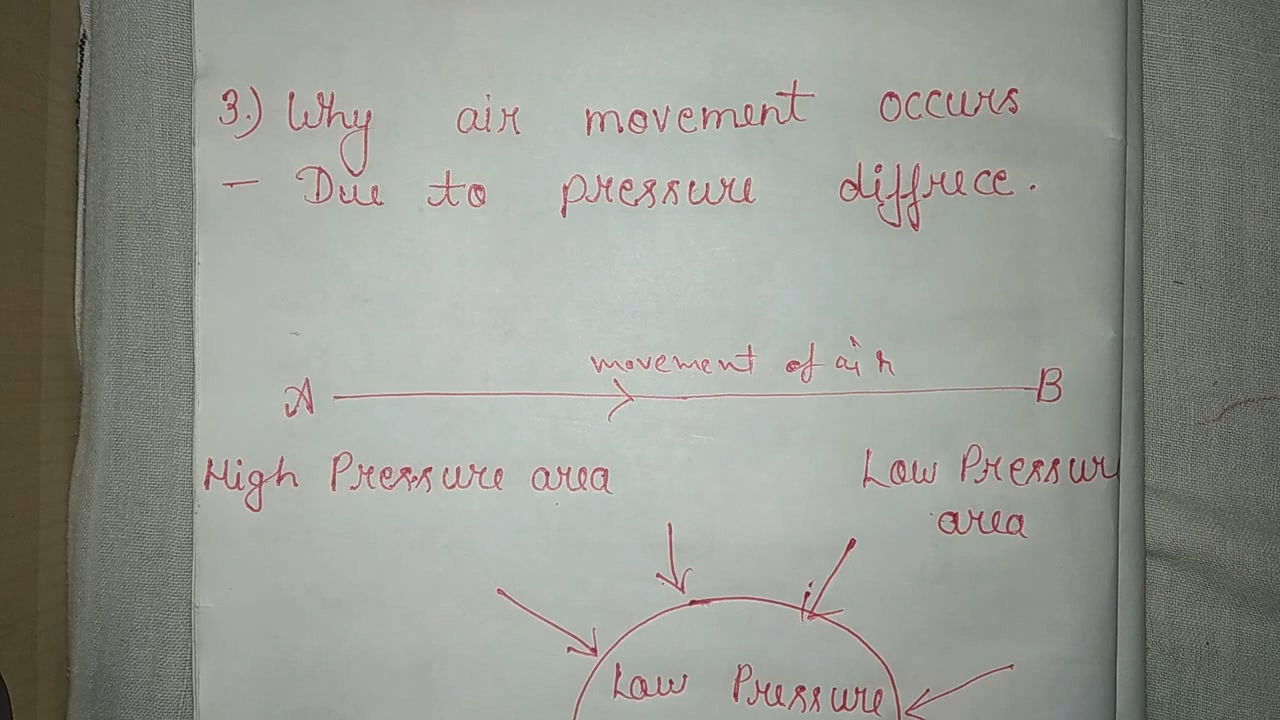 3.) Why air movement occurs
- Due to pressure diffrece.
movement of air
A B
High Pressure area Low Pressur
area
Low Pressure